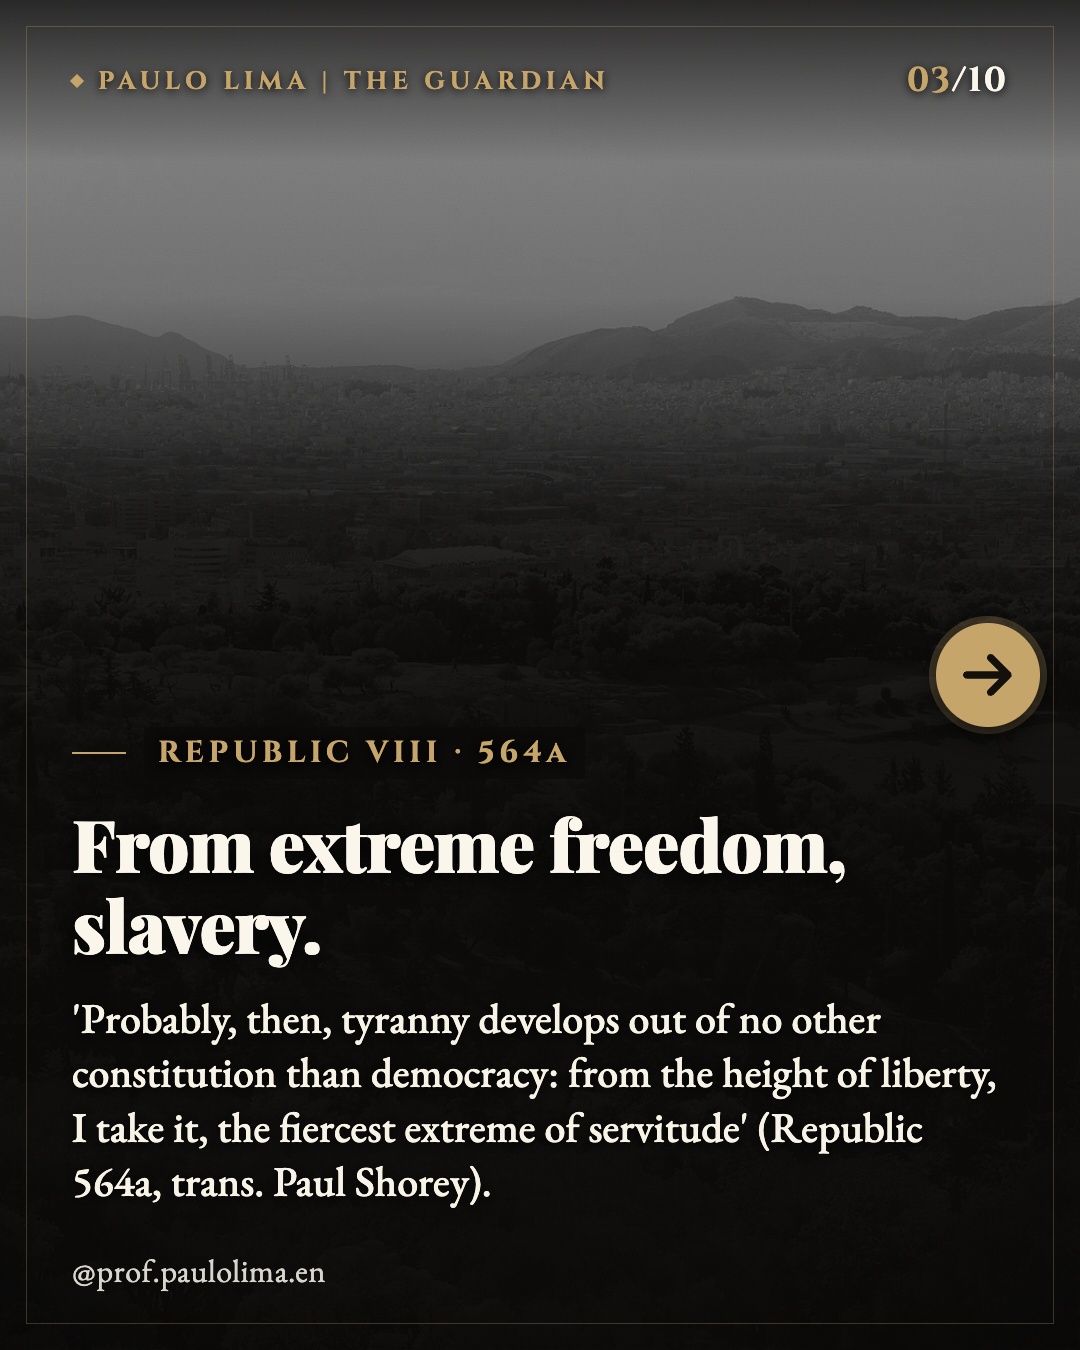 ◆ PAULO LIMA | THE GUARDIAN
03/10
REPUBLIC VIII · 564A
From extreme freedom,
slavery.
'Probably, then, tyranny develops out of no other
constitution than democracy: from the height of liberty,
I take it, the fiercest extreme of servitude' (Republic
564a, trans. Paul Shorey).
@prof.paulolima.en